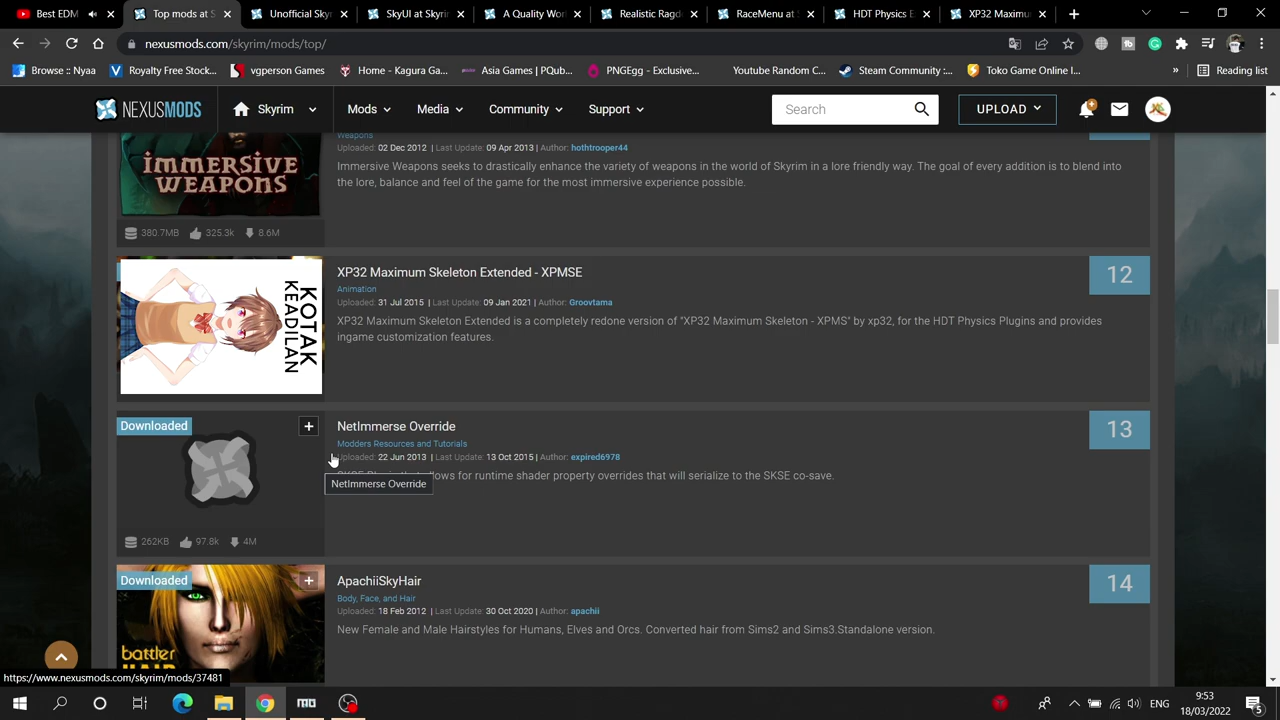 Best EDM
Top mods at S
Unofficial Sky
SkyUI at Skyrin
A Quality Wor
Realistic Ragd
RaceMenu at S
HDT Physics E
XP32 Maximum
nexusmods.com/skyrim/mods/top/
Browse :: Nyaa
Royalty Free Stock...
vgperson Games
Home - Kagura Ga...
Asia Games | PQub...
PNGEgg - Exclusive...
Youtube Random C...
Steam Community :...
Toko Game Online I...
»
Reading list
NEXUSMODS
Skyrim
Mods
Media
Community
Support
Search
UPLOAD
IMMERSIVE
WEAPONS
Weapons
Uploaded: 02 Dec 2012 | Last Update: 09 Apr 2013 | Author: hothtrooper44
Immersive Weapons seeks to drastically enhance the variety of weapons in the world of Skyrim in a lore friendly way. The goal of every addition is to blend into
the lore, balance and feel of the game for the most immersive experience possible.
380.7MB 325.3k 8.6M
KOTAK
KEADILAN
XP32 Maximum Skeleton Extended - XPMSE
12
Animation
Uploaded: 31 Jul 2015 | Last Update: 09 Jan 2021 | Author: Groovtama
XP32 Maximum Skeleton Extended is a completely redone version of "XP32 Maximum Skeleton - XPMS" by xp32, for the HDT Physics Plugins and provides
ingame customization features.
Downloaded
+
NetImmerse Override
13
Modders Resources and Tutorials
Uploaded: 22 Jun 2013 | Last Update: 13 Oct 2015 | Author: expired6978
lows for runtime shader property overrides that will serialize to the SKSE co-save.
NetImmerse Override
262KB 97.8k 4M
Downloaded
+
ApachiiSkyHair
14
Body, Face, and Hair
Uploaded: 18 Feb 2012 | Last Update: 30 Oct 2020 | Author: apachii
New Female and Male Hairstyles for Humans, Elves and Orcs. Converted hair from Sims2 and Sims3.Standalone version.
battler
https://www.nexusmods.com/skyrim/mods/37481
ENG
9:53
18/03/2022
5